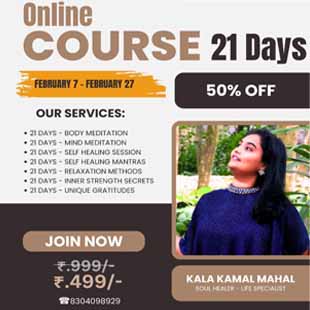 Online
COURSE 21 Days
FEBRUARY 7 - FEBRUARY 27
50% OFF
OUR SERVICES:
• 21 DAYS - BODY MEDITATION
• 21 DAYS - MIND MEDITATION
• 21 DAYS - SELF HEALING SESSION
• 21 DAYS - SELF HEALING MANTRAS
• 21 DAYS - RELAXATION METHODS
• 21 DAYS - INNER STRENGTH SECRETS
• 21 DAYS - UNIQUE GRATITUDES
JOIN NOW
₹.999/-
₹.499/-
☎8304098929
KALA KAMAL MAHAL
SOUL HEALER - LIFE SPECIALIST